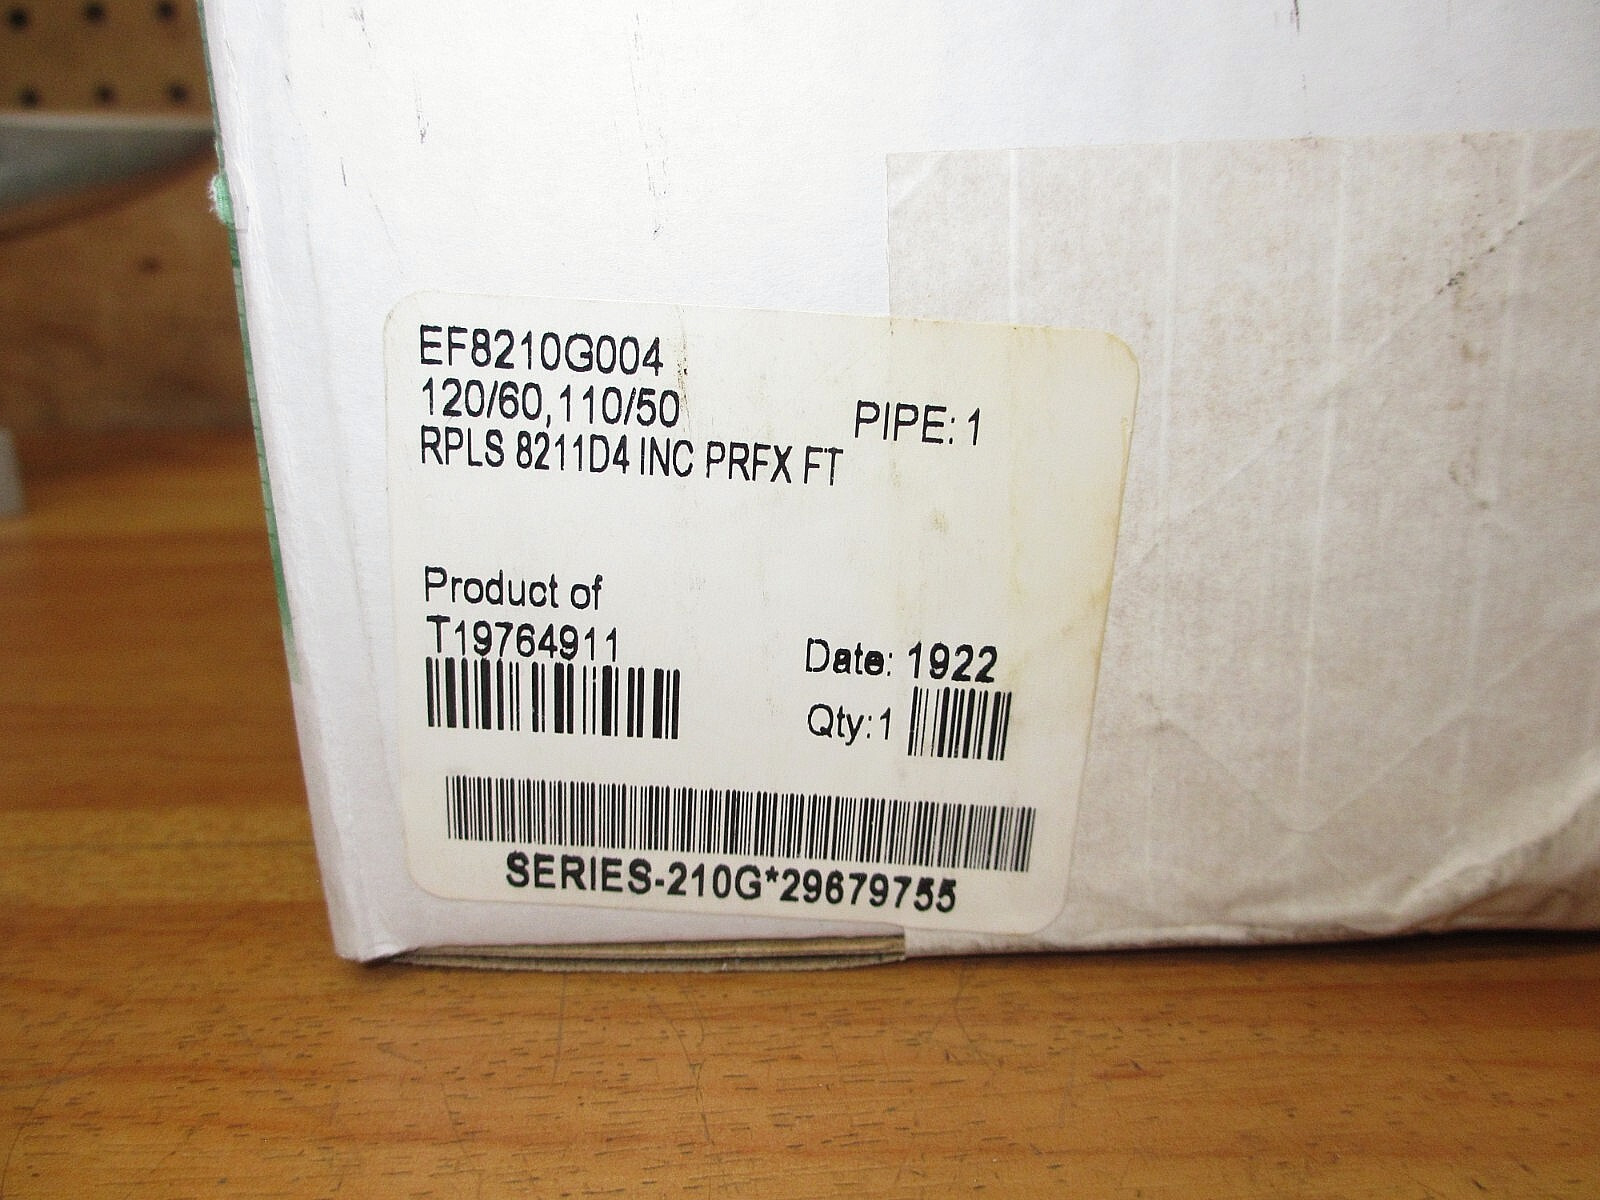 EF8210G004
120/60,110/50
PIPE: 1
RPLS 8211D4 INC PRFX FT
Product of
T19764911
Date: 1922
Qty: 1
SERIES-210G*29679755